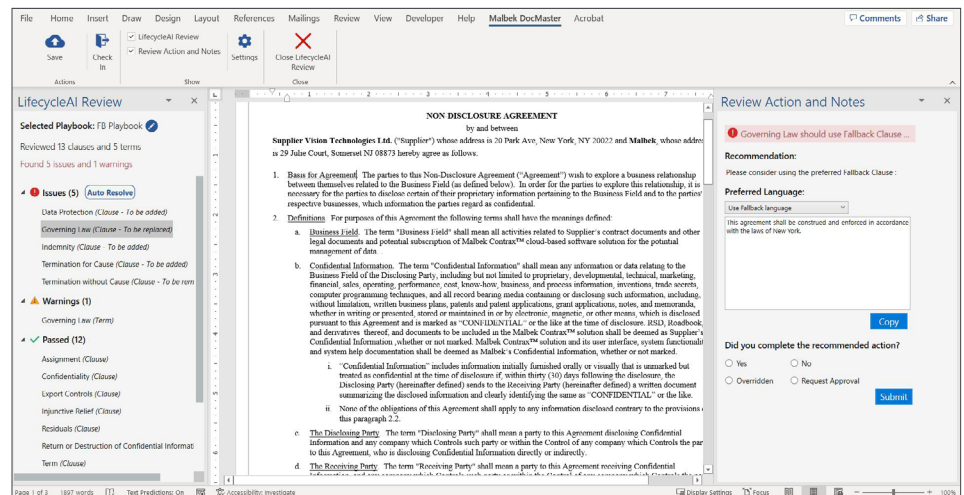 File Home Insert Draw Design Layout References Mailings Review View Developer Help Malbek DocMaster Acrobat Comments Share
Save
Check In
LifecycleAI Review
Review Action and Notes
Settings
Close LifecycleAI Review
Actions Show Close
LifecycleAI Review
Selected Playbook: FB Playbook
Reviewed 13 clauses and 5 terms
Found 5 issues and 1 warnings
Issues (5) Auto Resolve
Data Protection (Clause - To be added)
Governing Law (Clause - To be replaced)
Indemnity (Clause - To be added)
Termination for Cause (Clause - To be added)
Termination without Cause (Clause - To be rem
Warnings (1)
Governing Law (Term)
Passed (12)
Assignment (Clause)
Confidentiality (Clause)
Export Controls (Clause)
Injunctive Relief (Clause)
Residuals (Clause)
Return or Destruction of Confidential Informati
Term (Clause)
1 2 3 4 5 6 7
NON-DISCLOSURE AGREEMENT
by and between
Supplier Vision Technologies Ltd. ("Supplier") whose address is 20 Park Ave, New York, NY 20022 and Malbek, whose addre
is 29 Julie Court, Somerset NJ 08873 hereby agree as follows.
1. Basis for Agreement The parties to this Non-Disclosure Agreement ("Agreement") wish to explore a business relationship
between themselves related to the Business Field (as defined below). In order for the parties to explore this relationship, it is
necessary for the parties to disclose certain of their proprietary information pertaining to the Business Field and to the parties'
respective businesses, which information the parties regard as confidential.
2. Definitions For purposes of this Agreement the following terms shall have the meanings defined:
a. Business Field. The term "Business Field" shall mean all activities related to Supplier's contract documents and other
legal documents and potential subscription of Malbek Contrax™ cloud-based software solution for the potutial
management of data .
b. Confidential Information. The term "Confidential Information" shall mean any information or data relating to the
Business Field of the Disclosing Party, including but not limited to proprietary, developmental, technical, marketing,
financial, sales, operating, performance, cost, know-how, business, and process information, inventions, trade secrets,
computer programming techniques, and all record bearing media containing or disclosing such information, including,
without limitation, written business plans, patents and patent applications, grant applications, notes, and memoranda,
whether in writing or presented, stored or maintained in or by electronic, magnetic, or other means, which is disclosed
pursuant to this Agreement and is marked as "CONFIDENTIAL" or the like at the time of disclosure. RSD, Roadbook,
and derivatives thereof, and documents to be included in the Malbek Contrax™ solution shall be deemed as Supplier's
Confidential Information ,whether or not marked. Malbek Contrax™ solution and its user interface, system functionalit
and system help documentation shall be deemed as Malbek's Confidential Information, whether or not marked.
i. "Confidential Information" includes information initially furnished orally or visually that is unmarked but
treated as confidential at the time of disclosure if, within thirty (30) days following the disclosure, the
Disclosing Party (hereinafter defined) sends to the Receiving Party (hereinafter defined) a written document
summarizing the disclosed information and clearly identifying the same as "CONFIDENTIAL" or the like.
ii. None of the obligations of this Agreement shall apply to any information disclosed contrary to the provisions
this paragraph 2.2.
c. The Disclosing Party. The term "Disclosing Party" shall mean a party to this Agreement disclosing Confidential
Information and any company which Controls such party or within the Control of any company which Controls the par
to this Agreement, who is disclosing Confidential Information directly or indirectly.
d. The Receiving Party. The term "Receiving Party" shall mean a party to this Agreement receiving Confidential
Review Action and Notes
Governing Law should use Fallback Clause ...
Recommendation:
Please consider using the preferred Fallback Clause :
Preferred Language:
Use Fallback language
This agreement shall be construed and enforced in accordance
with the laws of New York.
Copy
Did you complete the recommended action?
Yes No
Overridden Request Approval
Submit
Page 1 of 3 1897 words Text Predictions: On Accessibility: Investigate Display Settings Focus 100%